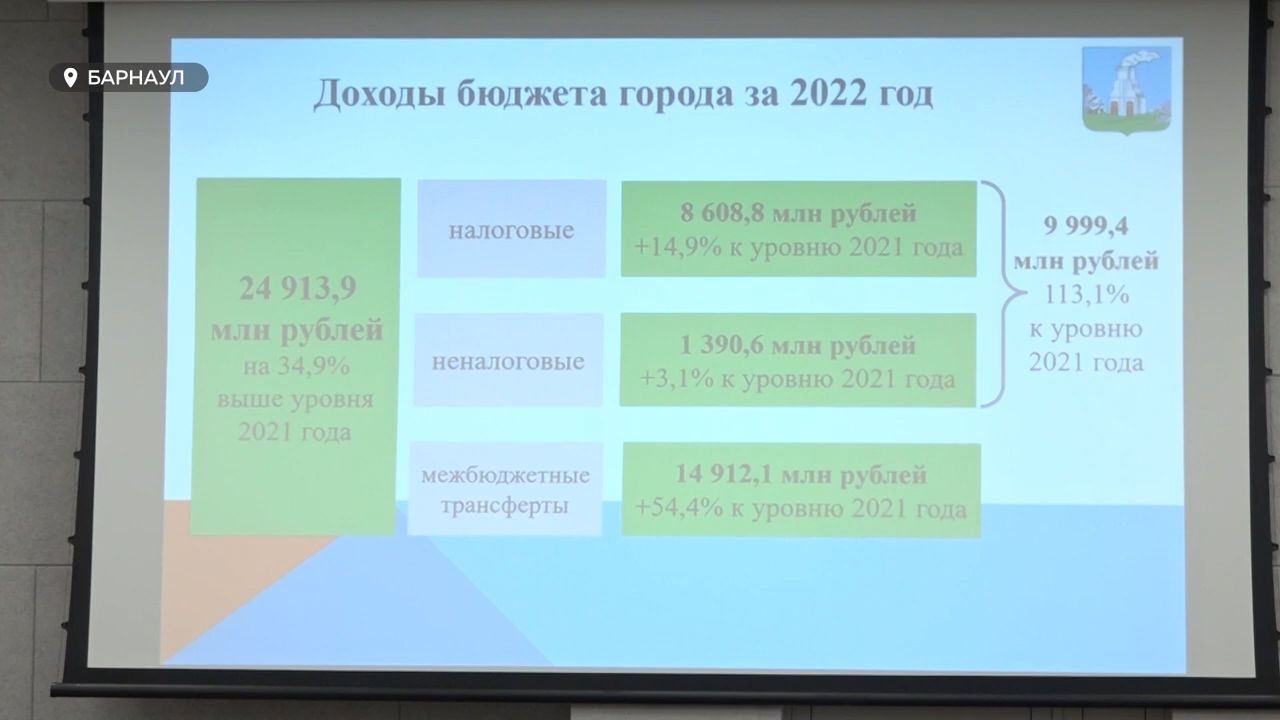 БАРНАУЛ
Доходы бюджета города за 2022 год
24 913,9
млн рублей
на 34,9%
выше уровня
2021 года
налоговые
8 608,8 млн рублей
+14,9% к уровню 2021 года
неналоговые
1 390,6 млн рублей
+3,1% к уровню 2021 года
межбюджетные
трансферты
14 912,1 млн рублей
+54,4% к уровню 2021 года
9 999,4
млн рублей
113,1%
к уровню
2021 года